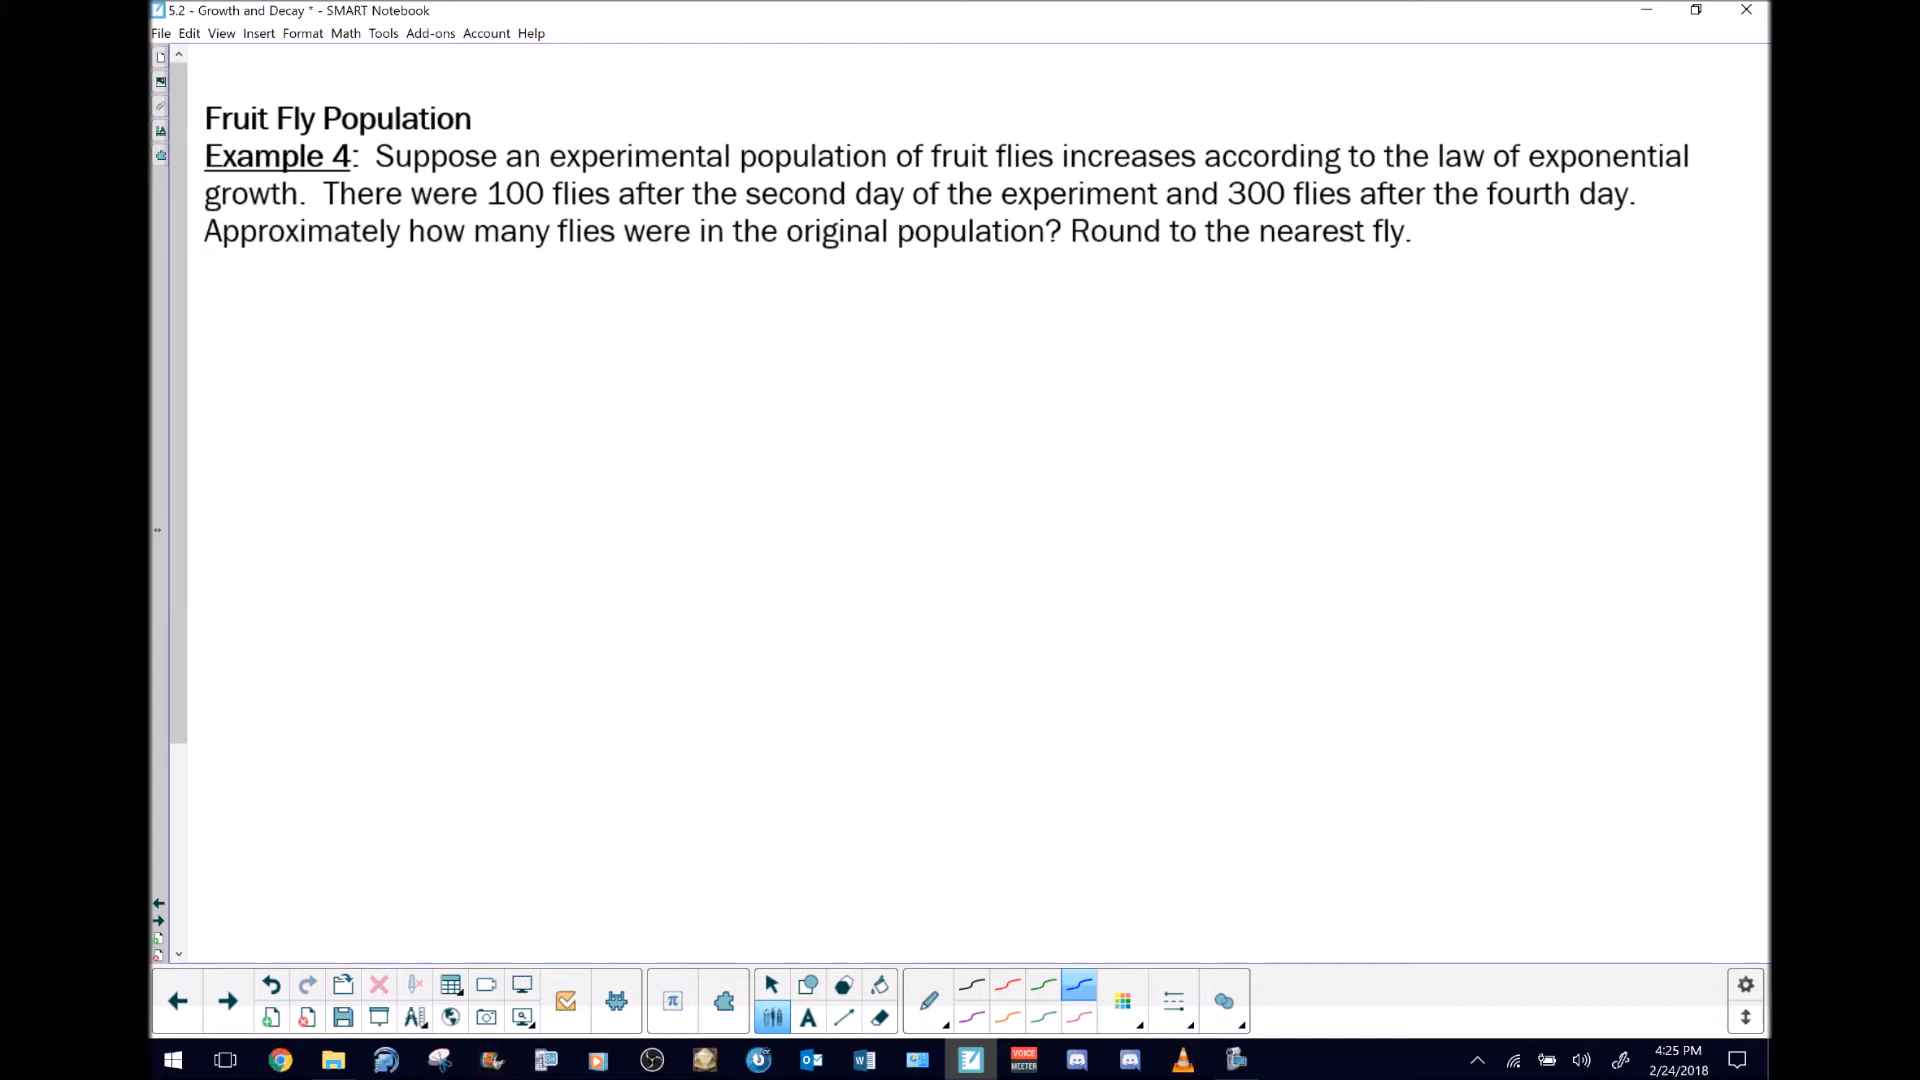 5.2 - Growth and Decay * - SMART Notebook
File Edit View Insert Format Math Tools Add-ons Account Help
Fruit Fly Population
Example 4: Suppose an experimental population of fruit flies increases according to the law of exponential
growth. There were 100 flies after the second day of the experiment and 300 flies after the fourth day.
Approximately how many flies were in the original population? Round to the nearest fly.
π
A
VOICE
MEETER
4:25 PM
2/24/2018